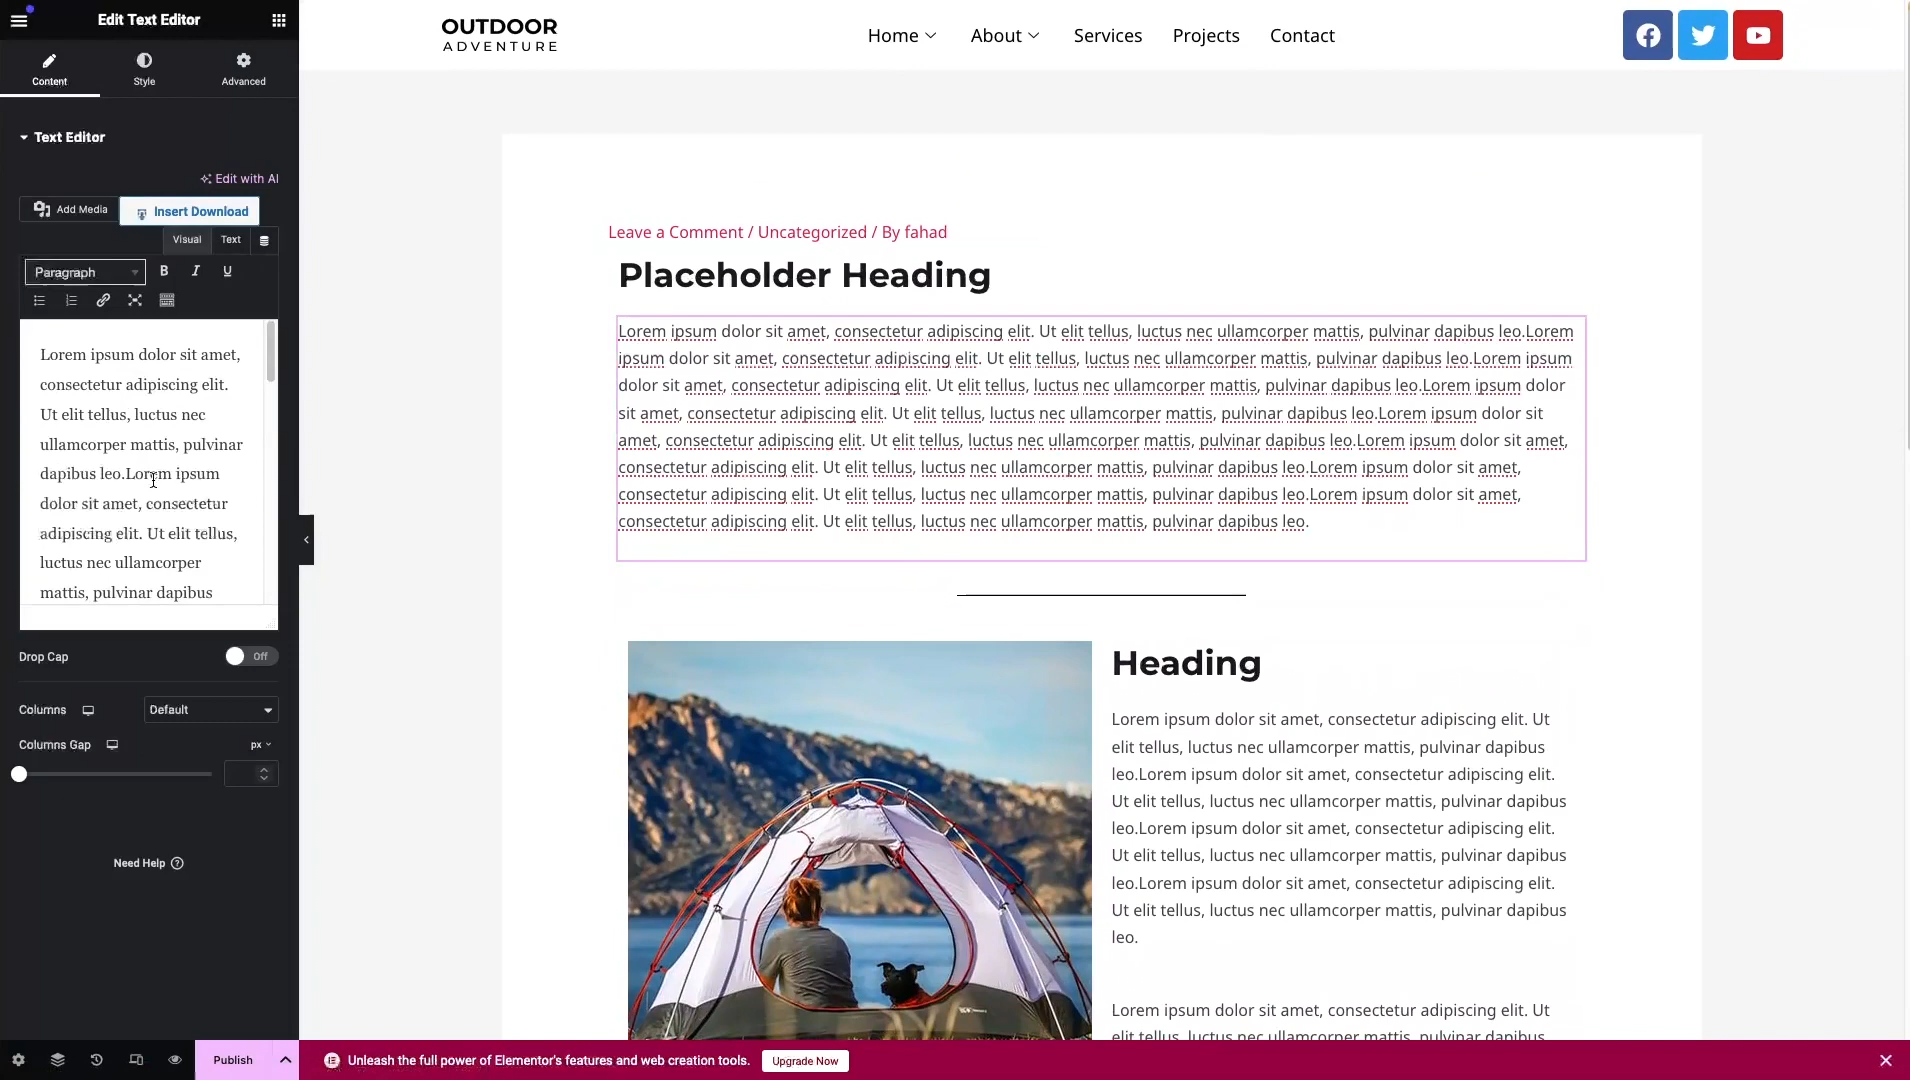 Edit Text Editor
Content
Style
Advanced
Text Editor
Edit with AI
Add Media
Insert Download
Visual
Text
Paragraph
B
I
U
Lorem ipsum dolor sit amet,
consectetur adipiscing elit.
Ut elit tellus, luctus nec
ullamcorper mattis, pulvinar
dapibus leo.Lorem ipsum
dolor sit amet, consectetur
adipiscing elit. Ut elit tellus,
luctus nec ullamcorper
mattis, pulvinar dapibus
Drop Cap
Off
Columns
Default
Columns Gap
px
Need Help
Publish
OUTDOOR
ADVENTURE
Home
About
Services
Projects
Contact
Leave a Comment / Uncategorized / By fahad
Placeholder Heading
Lorem ipsum dolor sit amet, consectetur adipiscing elit. Ut elit tellus, luctus nec ullamcorper mattis, pulvinar dapibus leo.Lorem
ipsum dolor sit amet, consectetur adipiscing elit. Ut elit tellus, luctus nec ullamcorper mattis, pulvinar dapibus leo.Lorem ipsum
dolor sit amet, consectetur adipiscing elit. Ut elit tellus, luctus nec ullamcorper mattis, pulvinar dapibus leo.Lorem ipsum dolor
sit amet, consectetur adipiscing elit. Ut elit tellus, luctus nec ullamcorper mattis, pulvinar dapibus leo.Lorem ipsum dolor sit
amet, consectetur adipiscing elit. Ut elit tellus, luctus nec ullamcorper mattis, pulvinar dapibus leo.Lorem ipsum dolor sit amet,
consectetur adipiscing elit. Ut elit tellus, luctus nec ullamcorper mattis, pulvinar dapibus leo.Lorem ipsum dolor sit amet,
consectetur adipiscing elit. Ut elit tellus, luctus nec ullamcorper mattis, pulvinar dapibus leo.Lorem ipsum dolor sit amet,
consectetur adipiscing elit. Ut elit tellus, luctus nec ullamcorper mattis, pulvinar dapibus leo.
Heading
Lorem ipsum dolor sit amet, consectetur adipiscing elit. Ut
elit tellus, luctus nec ullamcorper mattis, pulvinar dapibus
leo.Lorem ipsum dolor sit amet, consectetur adipiscing elit.
Ut elit tellus, luctus nec ullamcorper mattis, pulvinar dapibus
leo.Lorem ipsum dolor sit amet, consectetur adipiscing elit.
Ut elit tellus, luctus nec ullamcorper mattis, pulvinar dapibus
leo.Lorem ipsum dolor sit amet, consectetur adipiscing elit.
Ut elit tellus, luctus nec ullamcorper mattis, pulvinar dapibus
leo.
Lorem ipsum dolor sit amet, consectetur adipiscing elit. Ut
elit tellus, luctus nec ullamcorper mattis, pulvinar dapibus
Unleash the full power of Elementor's features and web creation tools.
Upgrade Now